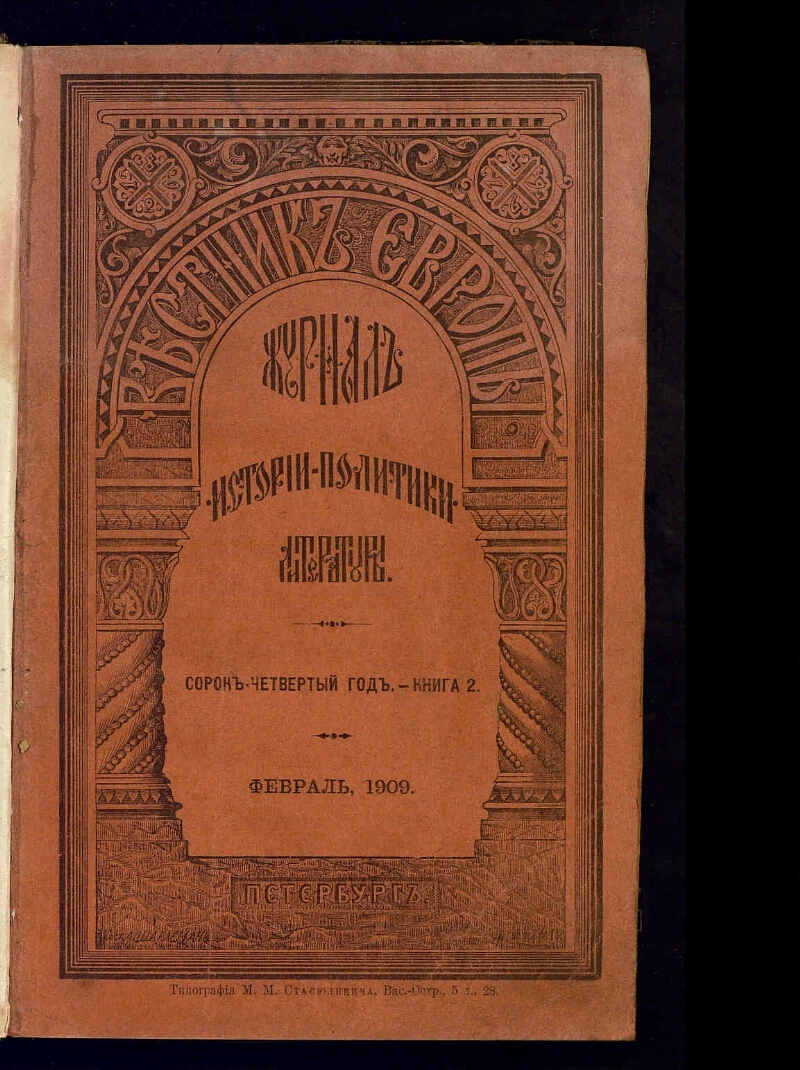 ВѢСТНИКЪ ЕВРОПЫ
ЖУРНАЛЪ
ИСТОРІИ-ПОЛИТИКИ
ЛИТЕРАТУРЫ.
СОРОКЪ-ЧЕТВЕРТЫЙ ГОДЪ. – КНИГА 2.
ФЕВРАЛЬ, 1909.
ПЕТЕРБУРГЪ.
Типографія М. М. Стасюлевича, Вас.-Остр., 5 л., 28.